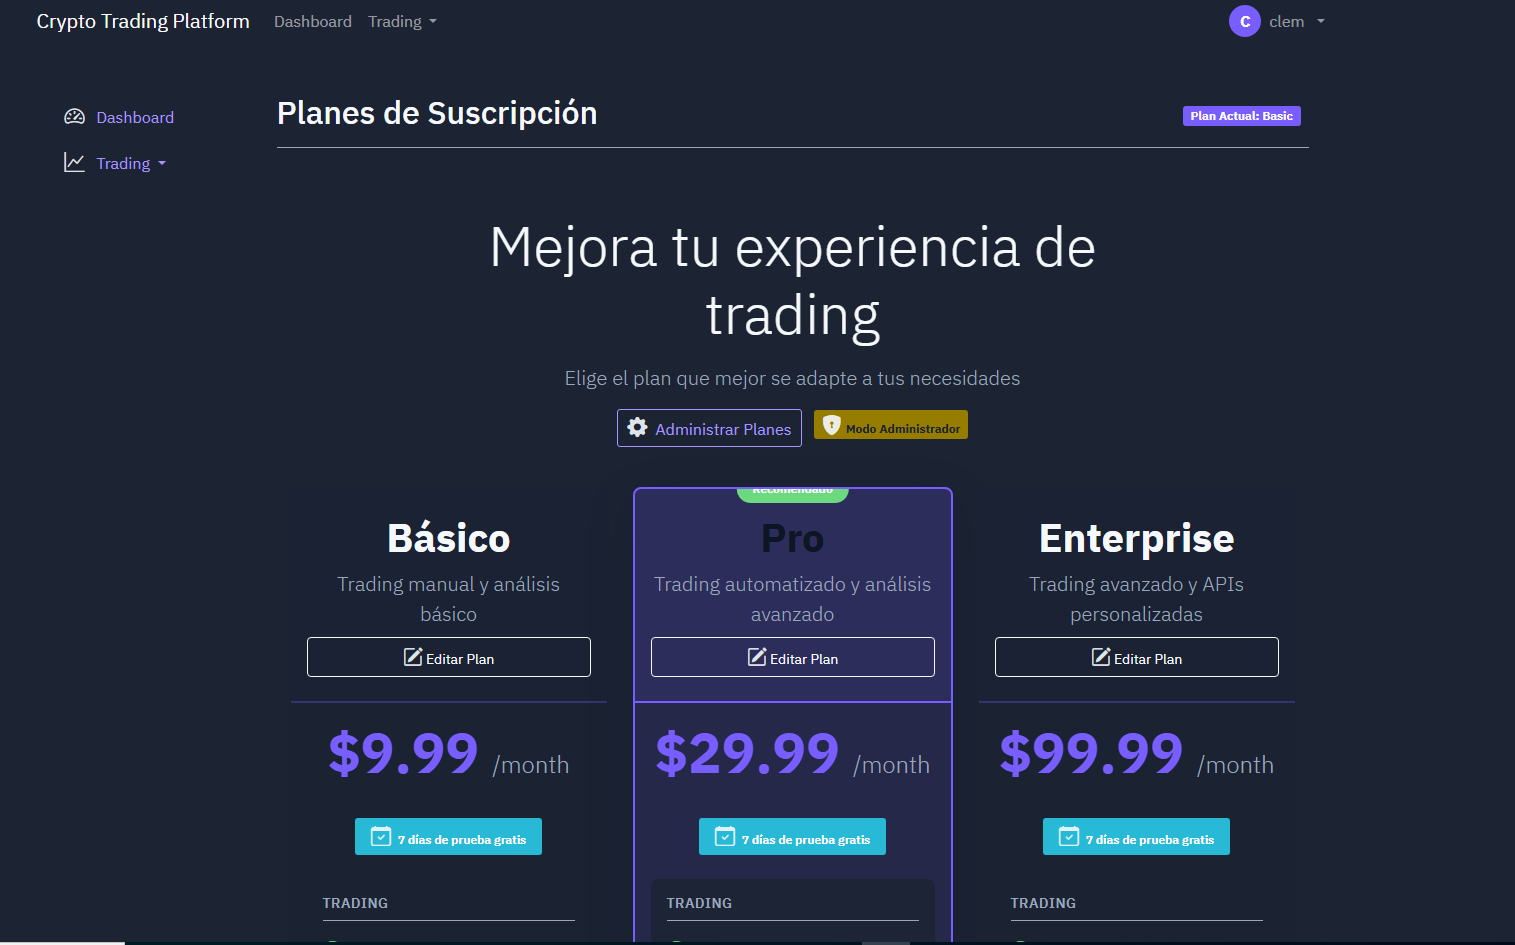 Crypto Trading Platform Dashboard Trading C clem
Dashboard
Trading
Planes de Suscripción
Plan Actual: Basic
Mejora tu experiencia de
trading
Elige el plan que mejor se adapte a tus necesidades
Administrar Planes
Modo Administrador
Básico
Trading manual y análisis
básico
Editar Plan
$9.99 /month
7 días de prueba gratis
TRADING
Recomendado
Pro
Trading automatizado y análisis
avanzado
Editar Plan
$29.99 /month
7 días de prueba gratis
TRADING
Enterprise
Trading avanzado y APIs
personalizadas
Editar Plan
$99.99 /month
7 días de prueba gratis
TRADING